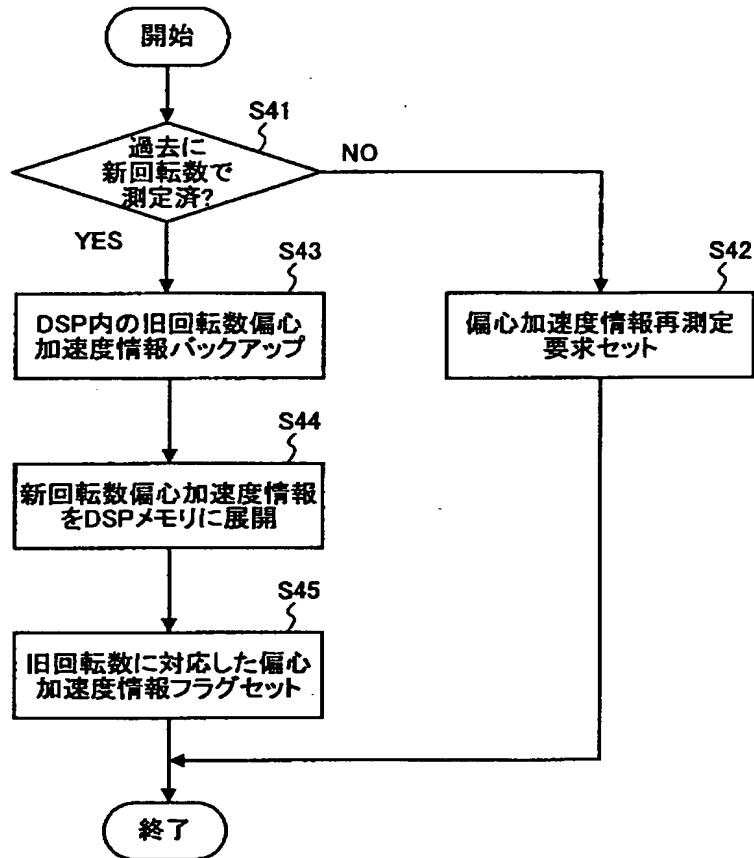 開始
S41
過去に
新回転数で
測定済?
NO
YES
S43
DSP内の旧回転数偏心
加速度情報バックアップ
S42
偏心加速度情報再測定
要求セット
S44
新回転数偏心加速度情報
をDSPメモリに展開
S45
旧回転数に対応した偏心
加速度情報フラグセット
終了